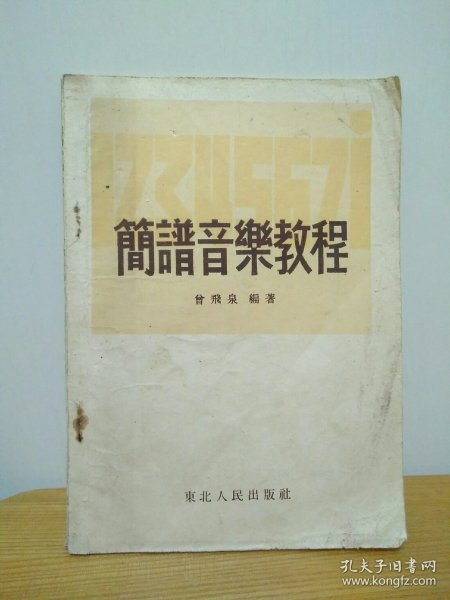 1234567i
簡譜音樂教程
曾飛泉 編著
東北人民出版社
孔夫子旧书网
www.kongfz.com